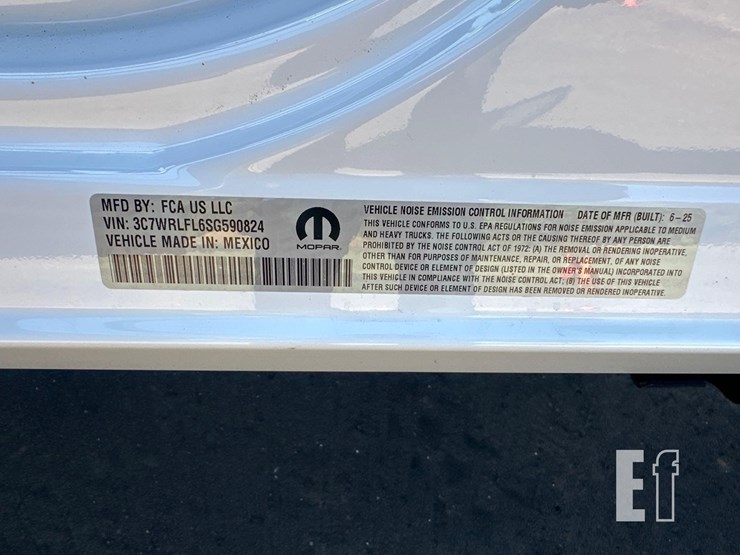 MFD BY: FCA US LLC
VIN: 3C7WRLFL6SG590824
VEHICLE MADE IN: MEXICO
MOPAR
VEHICLE NOISE EMISSION CONTROL INFORMATION DATE OF MFR (BUILT): 6-25
THIS VEHICLE CONFORMS TO U.S. EPA REGULATIONS FOR NOISE EMISSION APPLICABLE TO MEDIUM
AND HEAVY TRUCKS. THE FOLLOWING ACTS OR THE CAUSING THEREOF BY ANY PERSON ARE
PROHIBITED BY THE NOISE CONTROL ACT OF 1972: (A) THE REMOVAL OR RENDERING INOPERATIVE,
OTHER THAN FOR PURPOSES OF MAINTENANCE, REPAIR, OR REPLACEMENT, OF ANY NOISE
CONTROL DEVICE OR ELEMENT OF DESIGN (LISTED IN THE OWNER'S MANUAL) INCORPORATED INTO
THIS VEHICLE IN COMPLIANCE WITH THE NOISE CONTROL ACT; (B) THE USE OF THIS VEHICLE
AFTER SUCH DEVICE OR ELEMENT OF DESIGN HAS BEEN REMOVED OR RENDERED INOPERATIVE.
Ef